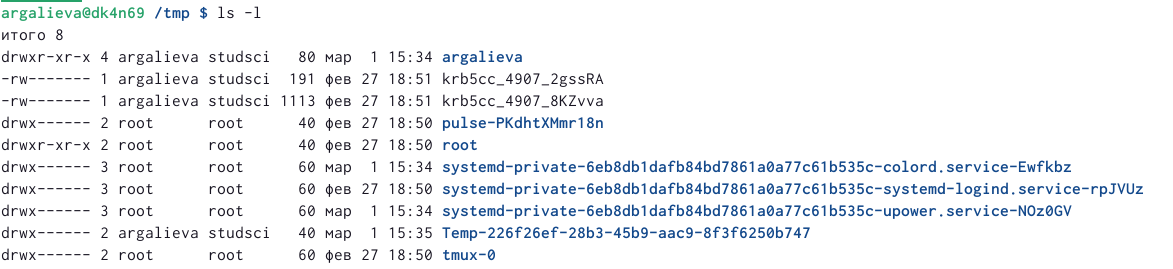 argalieva@dk4n69 /tmp $ ls -l
итого 8
drwxr-xr-x 4 argalieva studsci   80 мар  1 15:34 argalieva
-rw------- 1 argalieva studsci  191 фев 27 18:51 krb5cc_4907_2gssRA
-rw------- 1 argalieva studsci 1113 фев 27 18:51 krb5cc_4907_8KZvva
drwx------ 2 root      root      40 фев 27 18:50 pulse-PKdhtXMmr18n
drwxr-xr-x 2 root      root      40 фев 27 18:50 root
drwx------ 3 root      root      60 мар  1 15:34 systemd-private-6eb8db1dafb84bd7861a0a77c61b535c-colord.service-Ewfkbz
drwx------ 3 root      root      60 фев 27 18:50 systemd-private-6eb8db1dafb84bd7861a0a77c61b535c-systemd-logind.service-rpJVUz
drwx------ 3 root      root      60 мар  1 15:34 systemd-private-6eb8db1dafb84bd7861a0a77c61b535c-upower.service-NOz0GV
drwx------ 2 argalieva studsci   40 мар  1 15:35 Temp-226f26ef-28b3-45b9-aac9-8f3f6250b747
drwx------ 2 root      root      60 фев 27 18:50 tmux-0